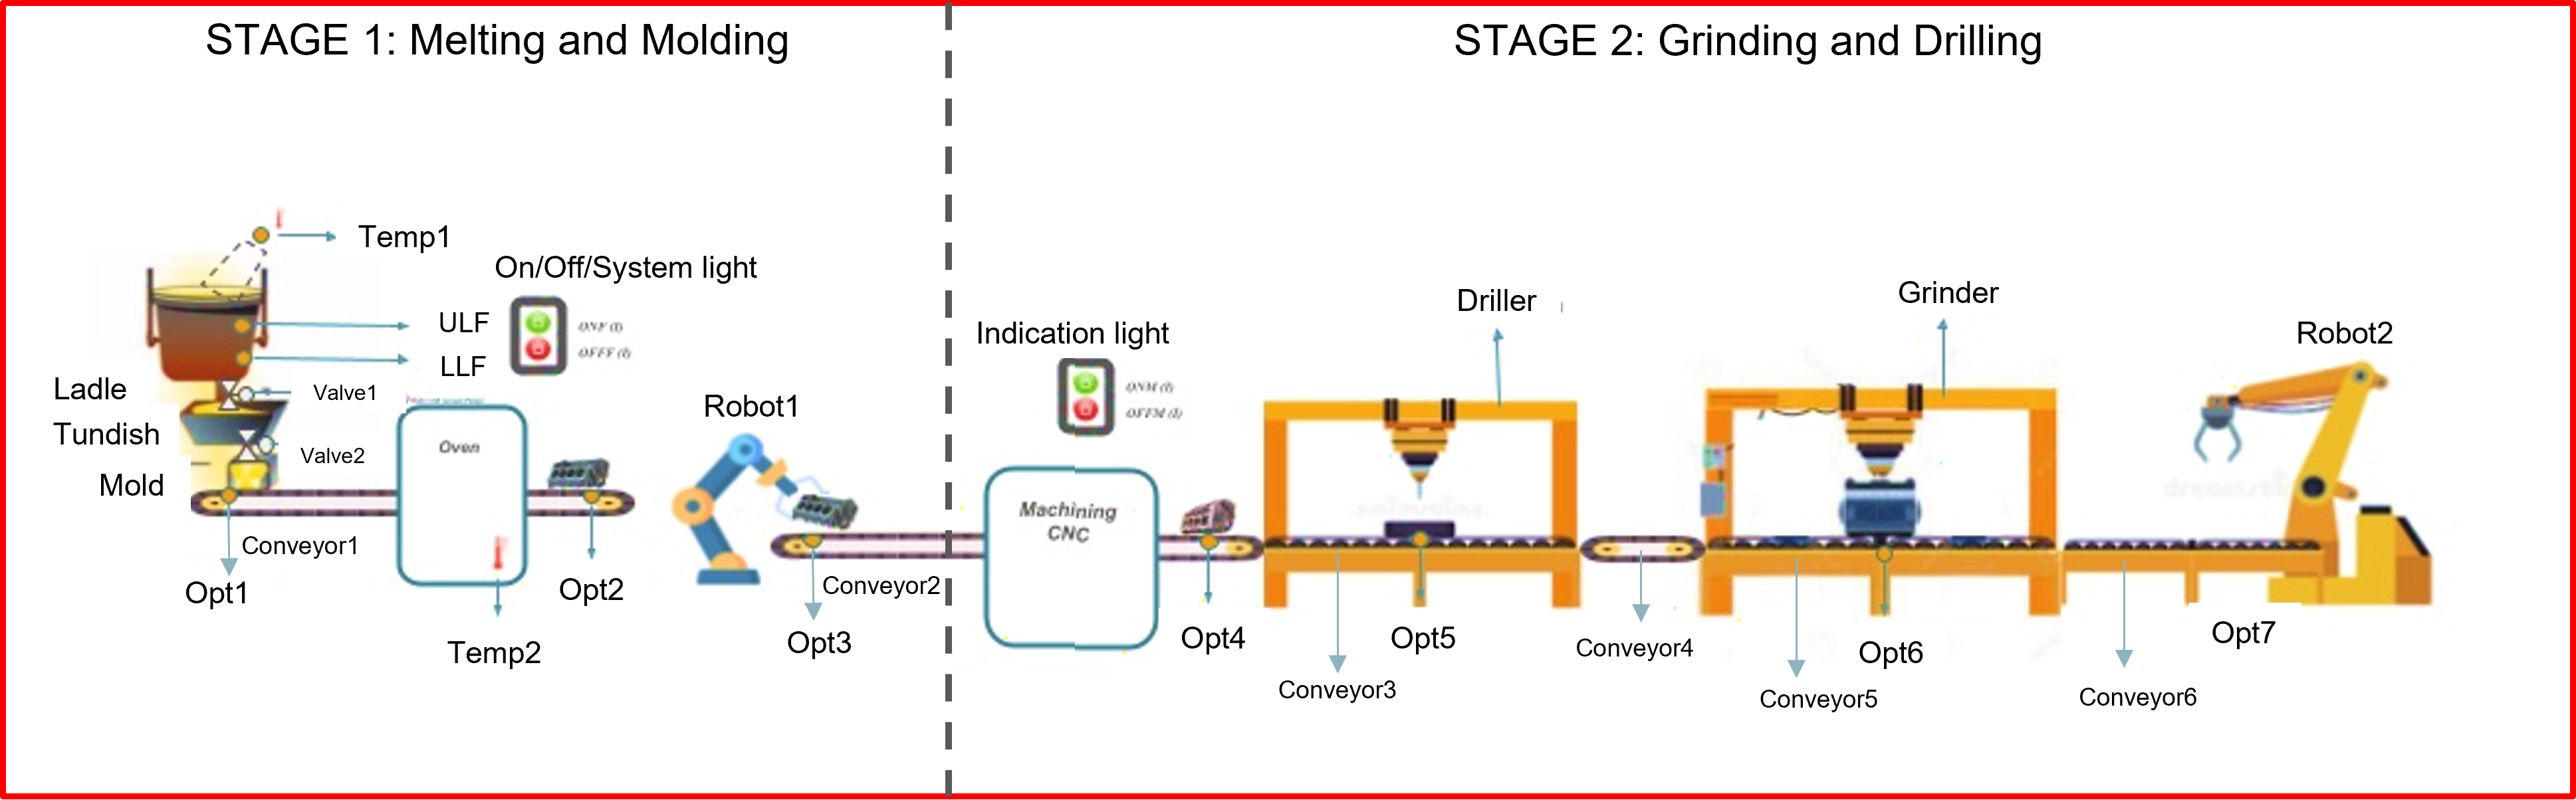 STAGE 1: Melting and Molding
STAGE 2: Grinding and Drilling
Temp1
On/Off/System light
ULF
LLF
ONF (I)
OFFF (I)
Ladle
Valve1
Tundish
Valve2
Mold
Oven
Robot1
Conveyor1
Opt1
Opt2
Temp2
Conveyor2
Opt3
Indication light
ONM (I)
OFFM (I)
Machining
CNC
Opt4
Driller
Opt5
Conveyor3
Conveyor4
Grinder
Opt6
Conveyor5
Robot2
Opt7
Conveyor6